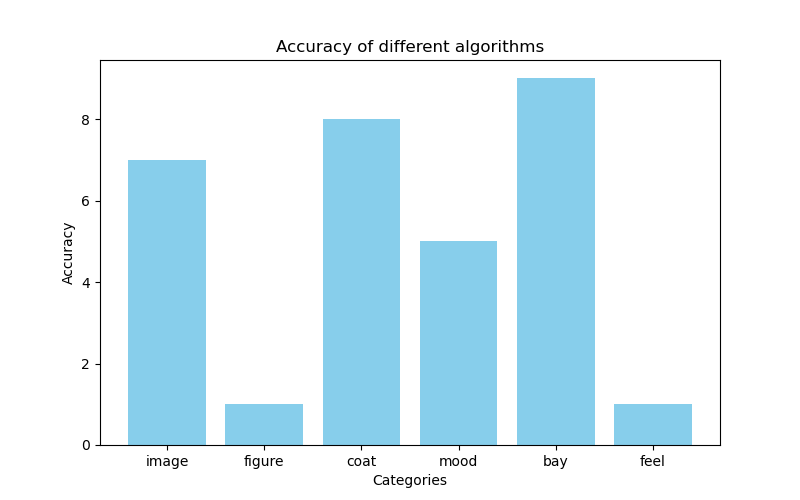 Accuracy of different algorithms
Accuracy
8
6
4
2
0
image figure coat mood bay feel
Categories